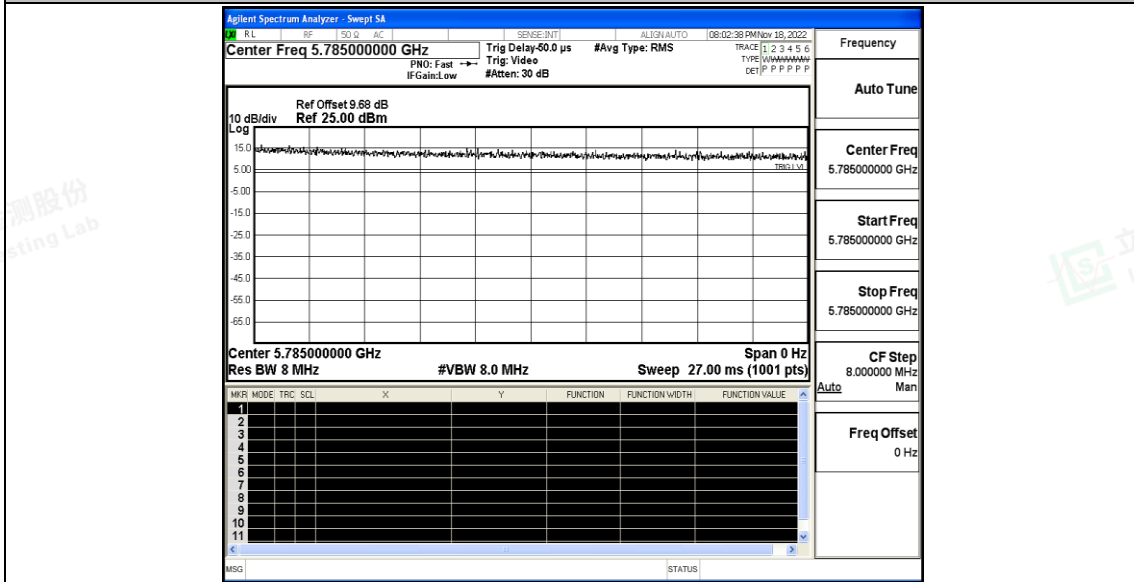 Agilent Spectrum Analyzer - Swept SA
RL RF 50 Ω AC SENSE:INT ALIGNAUTO 08:02:38 PM Nov 18, 2022
Center Freq 5.785000000 GHz
PNO: Fast
IFGain:Low
Trig Delay-50.0 µs
Trig: Video
#Atten: 30 dB
#Avg Type: RMS
TRACE 1 2 3 4 5 6
TYPE
DET P P P P P P
Ref Offset 9.68 dB
10 dB/div Ref 25.00 dBm
Log
15.0
5.00
TRIG LVL
-5.00
-15.0
-25.0
-35.0
-45.0
-55.0
-65.0
Center 5.785000000 GHz Span 0 Hz
Res BW 8 MHz #VBW 8.0 MHz Sweep 27.00 ms (1001 pts)
MKR MODE TRC SCL X Y FUNCTION FUNCTION WIDTH FUNCTION VALUE
1
2
3
4
5
6
7
8
9
10
11
MSG STATUS
Frequency
Auto Tune
Center Freq
5.785000000 GHz
Start Freq
5.785000000 GHz
Stop Freq
5.785000000 GHz
CF Step
8.000000 MHz
Auto Man
Freq Offset
0 Hz
测股份
sting Lab
立